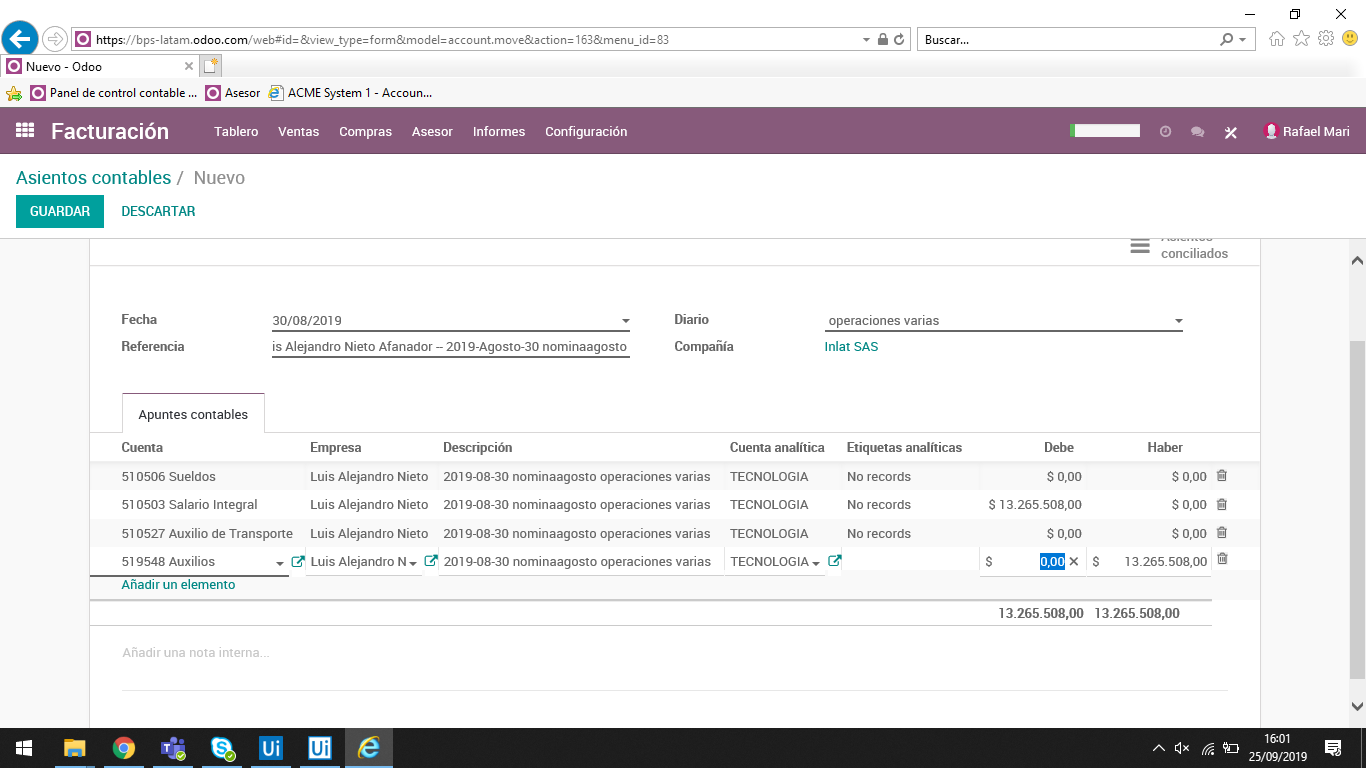 https://bps-latam.odoo.com/web#id=&view_type=form&model=account.move&action=163&menu_id=83
Buscar...
Nuevo - Odoo
Panel de control contable ...
Asesor
ACME System 1 - Accoun...
Facturación
Tablero
Ventas
Compras
Asesor
Informes
Configuración
Rafael Mari
Asientos contables / Nuevo
GUARDAR
DESCARTAR
Asientos
conciliados
Fecha
30/08/2019
Diario
operaciones varias
Referencia
is Alejandro Nieto Afanador -- 2019-Agosto-30 nominaagosto
Compañía
Inlat SAS
Apuntes contables
Cuenta Empresa Descripción Cuenta analítica Etiquetas analíticas Debe Haber
510506 Sueldos Luis Alejandro Nieto 2019-08-30 nominaagosto operaciones varias TECNOLOGIA No records $ 0,00 $ 0,00
510503 Salario Integral Luis Alejandro Nieto 2019-08-30 nominaagosto operaciones varias TECNOLOGIA No records $ 13.265.508,00 $ 0,00
510527 Auxilio de Transporte Luis Alejandro Nieto 2019-08-30 nominaagosto operaciones varias TECNOLOGIA No records $ 0,00 $ 0,00
519548 Auxilios Luis Alejandro N 2019-08-30 nominaagosto operaciones varias TECNOLOGIA $ 0,00 $ 13.265.508,00
Añadir un elemento
13.265.508,00 13.265.508,00
Añadir una nota interna...
Ui
Ui
16:01
25/09/2019